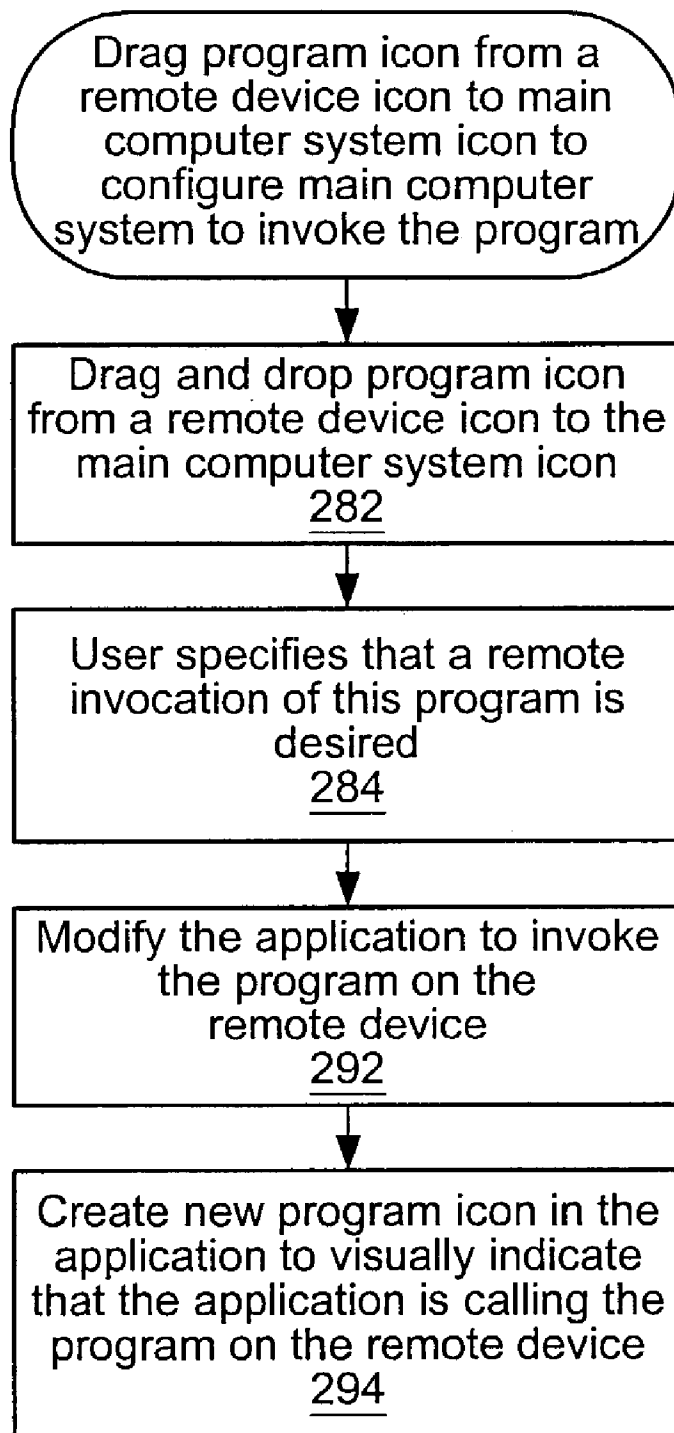 Drag program icon from a
remote device icon to main
computer system icon to
configure main computer
system to invoke the program
Drag and drop program icon
from a remote device icon to the
main computer system icon
282
User specifies that a remote
invocation of this program is
desired
284
Modify the application to invoke
the program on the
remote device
292
Create new program icon in the
application to visually indicate
that the application is calling the
program on the remote device
294